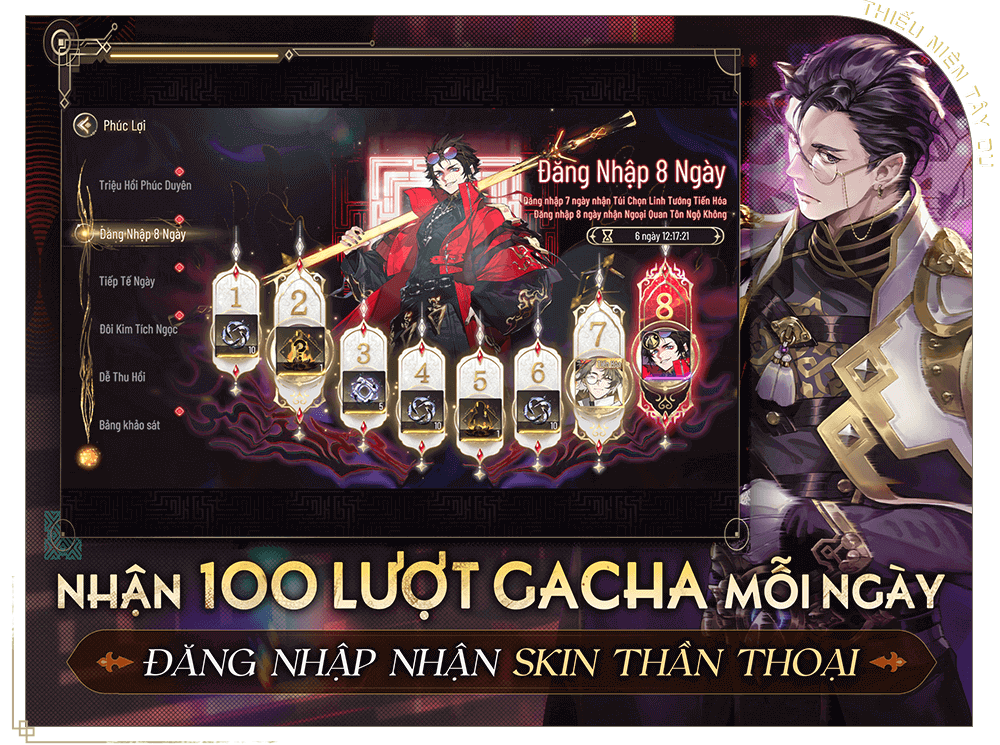 THIẾU NIÊN TÂY DU
Phúc Lợi
Triệu Hồi Phúc Duyên
Đăng Nhập 8 Ngày
Tiếp Tế Ngày
Đôi Kim Tích Ngọc
Dễ Thu Hồi
Bảng khảo sát
Đăng Nhập 8 Ngày
Đăng nhập 7 ngày nhận Túi Chọn Linh Tướng Tiến Hóa
Đăng nhập 8 ngày nhận Ngoại Quan Tôn Ngộ Không
6 ngày 12:17:21
1
10
2
3
5
4
10
5
1
6
10
7
8
NHẬN 100 LƯỢT GACHA MỖI NGÀY
ĐĂNG NHẬP NHẬN SKIN THẦN THOẠI